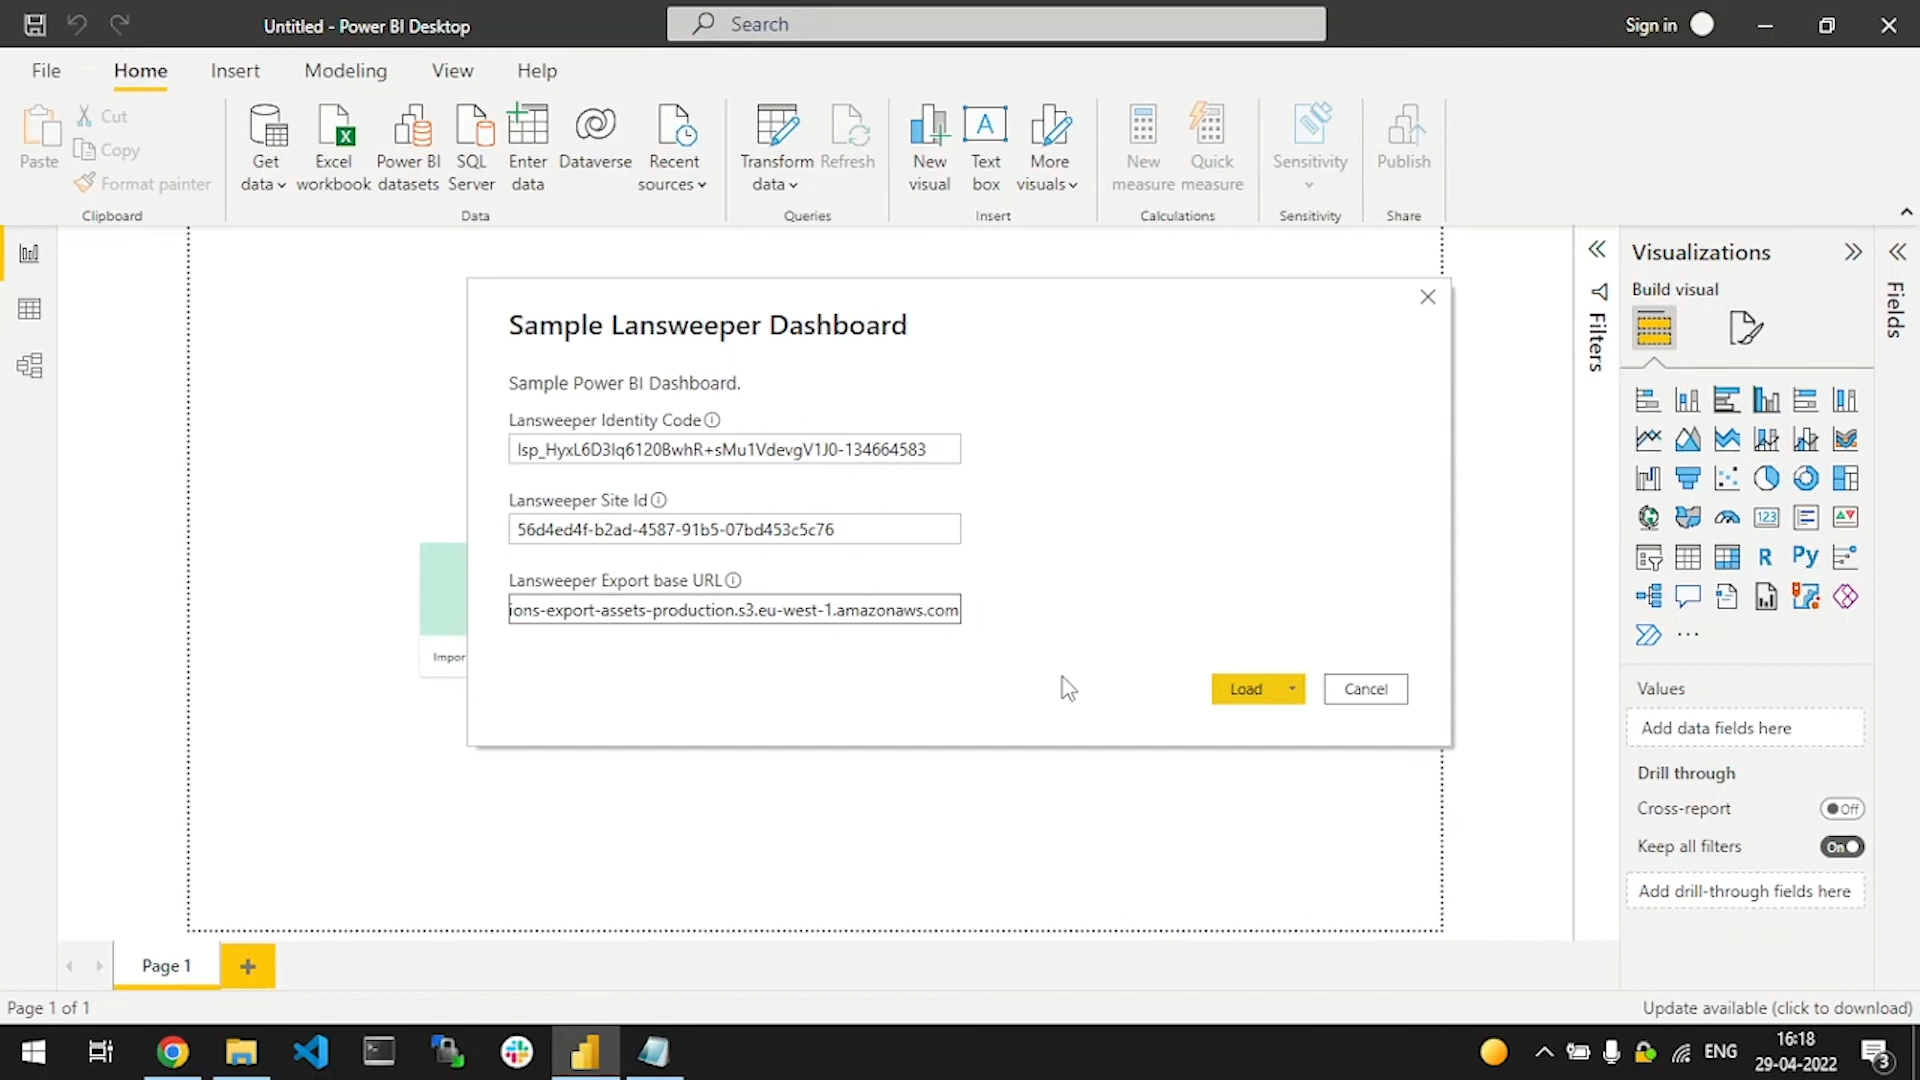 Untitled - Power BI Desktop
Search
Sign in
File
Home
Insert
Modeling
View
Help
Paste
Cut
Copy
Format painter
Clipboard
Get data
Excel workbook
Power BI datasets
SQL Server
Enter data
Dataverse
Recent sources
Data
Transform data
Refresh
Queries
New visual
A
Text box
More visuals
Insert
New measure
Quick measure
Calculations
Sensitivity
Sensitivity
Publish
Share
Sample Lansweeper Dashboard
Sample Power BI Dashboard.
Lansweeper Identity Code
lsp_HyxL6D3lq6120BwhR+sMu1VdevgV1J0-134664583
Lansweeper Site Id
56d4ed4f-b2ad-4587-91b5-07bd453c5c76
Lansweeper Export base URL
ions-export-assets-production.s3.eu-west-1.amazonaws.com
Load
Cancel
Impor
Filters
Visualizations
Build visual
123
R
Py
Values
Add data fields here
Drill through
Cross-report
Off
Keep all filters
On
Add drill-through fields here
Fields
Page 1
Page 1 of 1
Update available (click to download)
ENG
16:18
29-04-2022
3